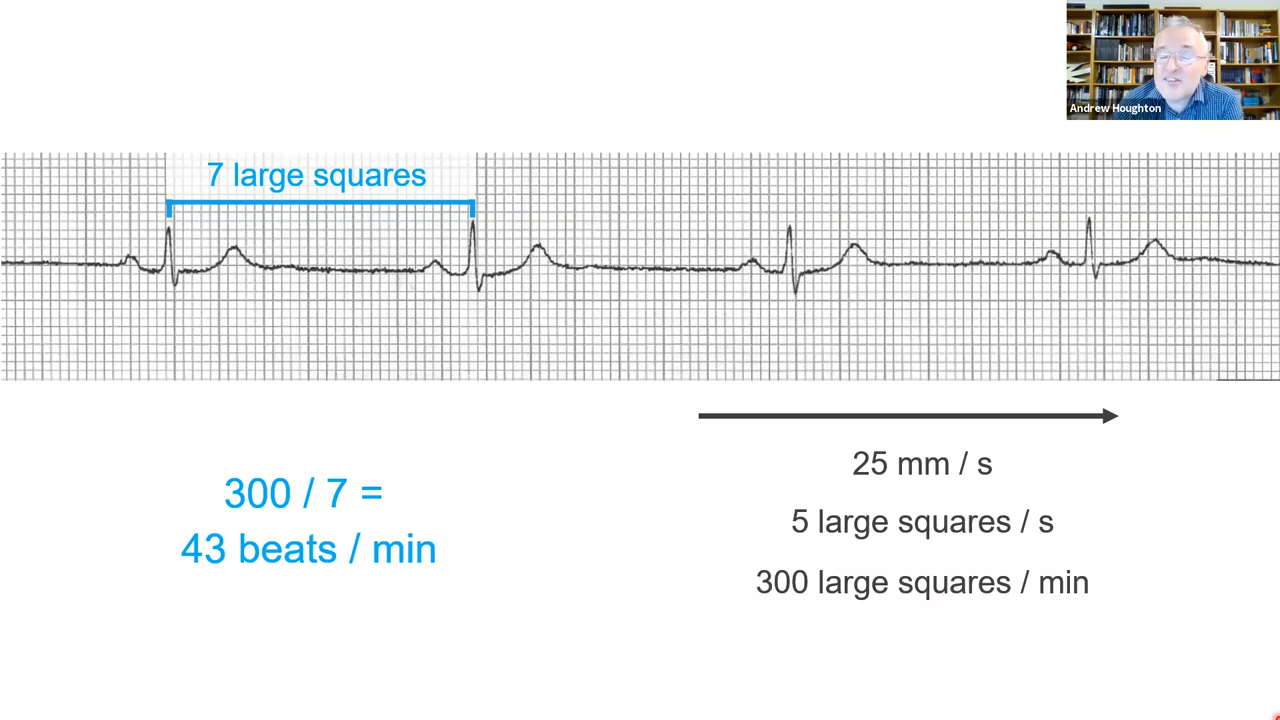 Andrew Houghton
7 large squares
300 / 7 =
43 beats / min
25 mm / s
5 large squares / s
300 large squares / min